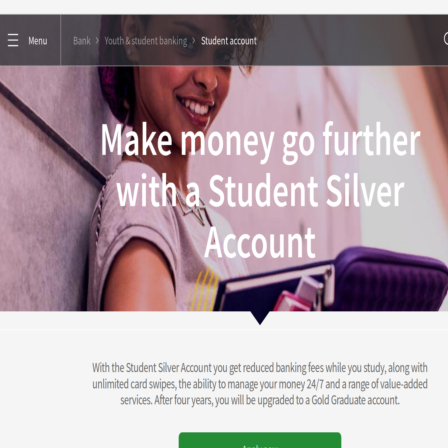 Menu Bank > Youth & student banking > Student account
Make money go further
with a Student Silver
Account
With the Student Silver Account you get reduced banking fees while you study, along with
unlimited card swipes, the ability to manage your money 24/7 and a range of value-added
services. After four years, you will be upgraded to a Gold Graduate account.